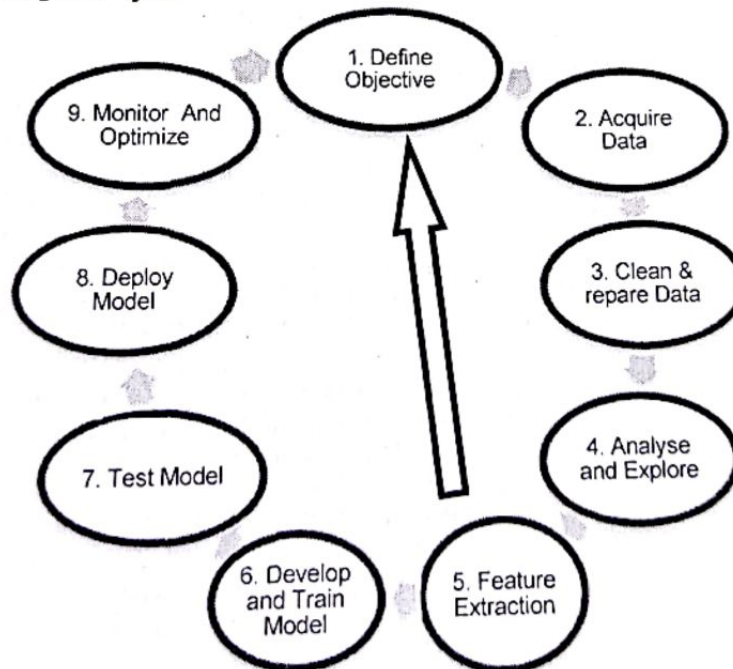 1. Define
Objective
2. Acquire
Data
3. Clean &
repare Data
4. Analyse
and Explore
5. Feature
Extraction
6. Develop
and Train
Model
7. Test Model
8. Deploy
Model
9. Monitor And
Optimize